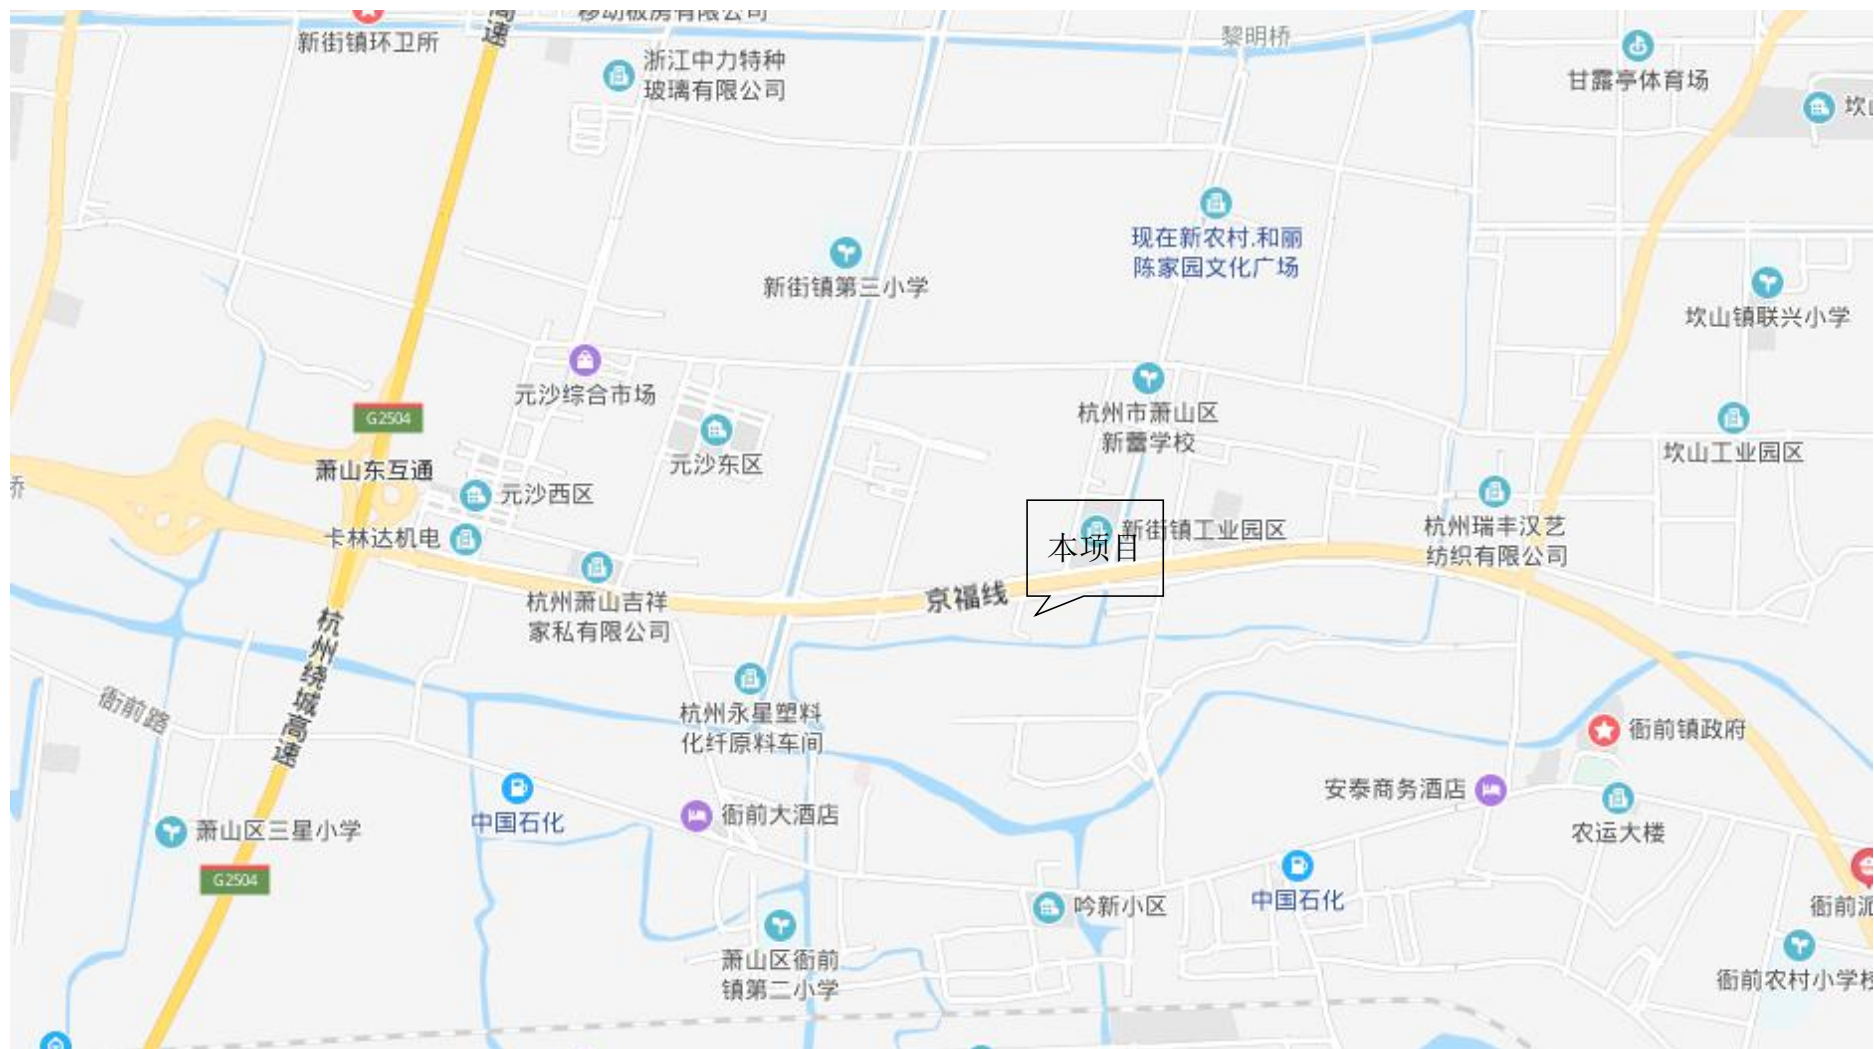 移动板房有限公司
新街镇环卫所
高速
浙江中力特种
玻璃有限公司
黎明桥
甘露亭体育场
坎山
现在新农村.和丽
陈家园文化广场
新街镇第三小学
坎山镇联兴小学
元沙综合市场
G2504
杭州市萧山区
新蕾学校
坎山工业园区
萧山东互通
元沙东区
桥
元沙西区
卡林达机电
新街镇工业园区
本项目
杭州瑞丰汉艺
纺织有限公司
京福线
杭州萧山吉祥
家私有限公司
杭州绕城高速
衙前路
杭州永星塑料
化纤原料车间
衙前镇政府
安泰商务酒店
中国石化
衙前大酒店
萧山区三星小学
农运大楼
G2504
中国石化
吟新小区
衙前派
萧山区衙前
镇第二小学
衙前农村小学校